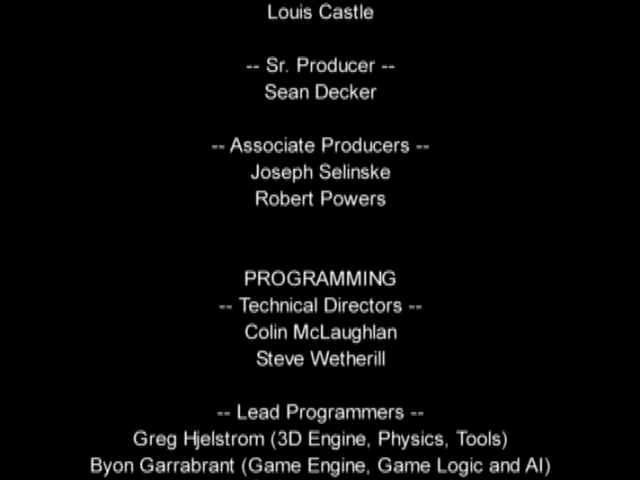 Louis Castle
-- Sr. Producer --
Sean Decker
-- Associate Producers --
Joseph Selinske
Robert Powers
PROGRAMMING
-- Technical Directors --
Colin McLaughlan
Steve Wetherill
-- Lead Programmers --
Greg Hjelstrom (3D Engine, Physics, Tools)
Byon Garrabrant (Game Engine, Game Logic and AI)